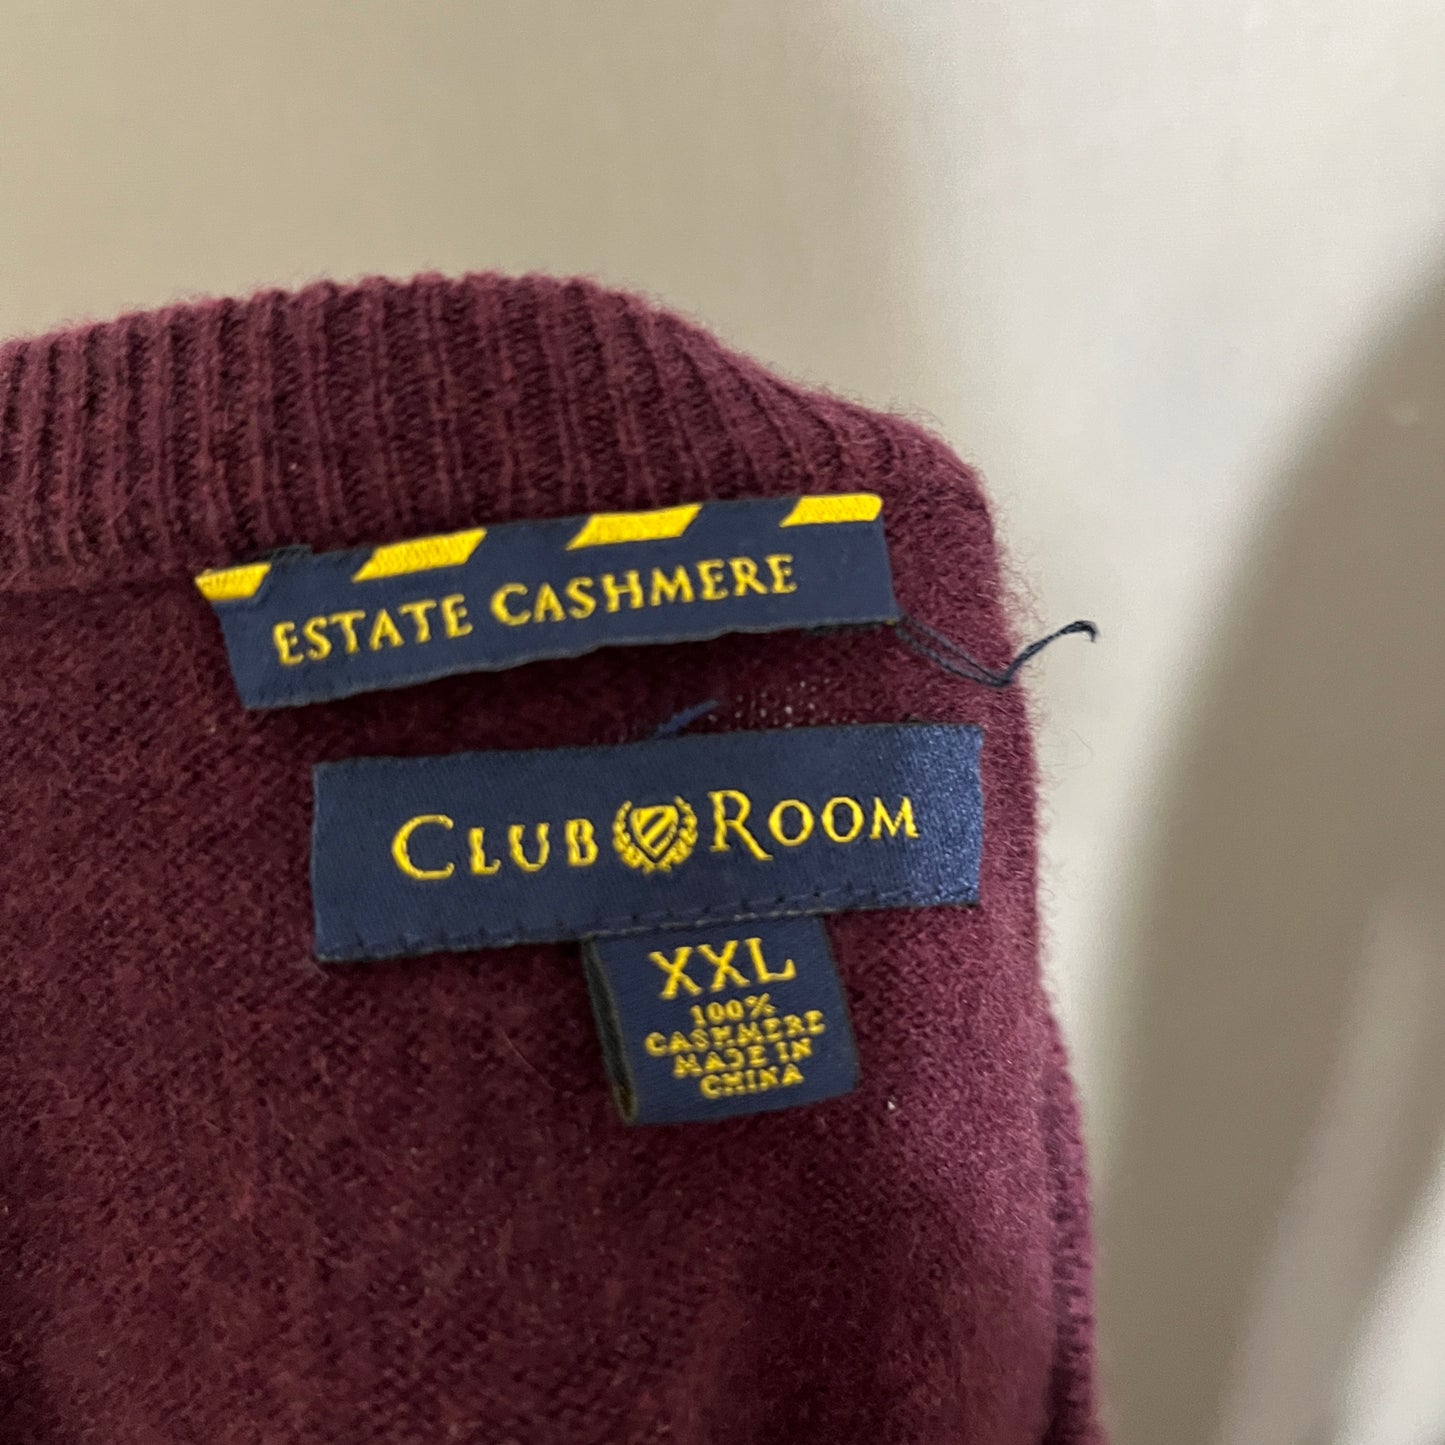 ESTATE CASHMERE
CLUB ROOM
XXL
100%
CASHMERE
MADE IN
CHINA